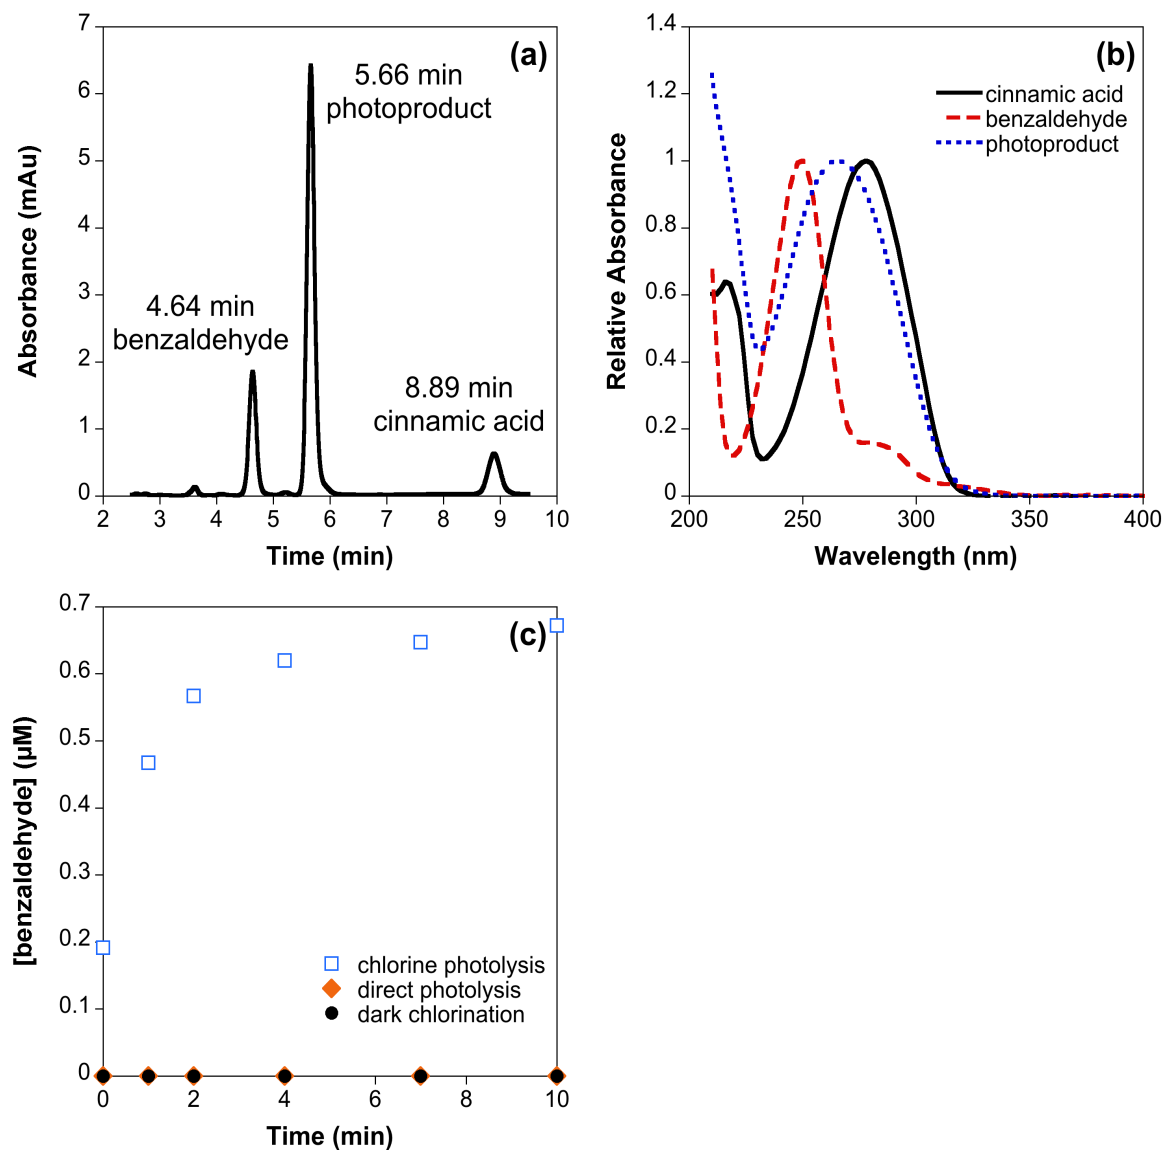 (a)
7
6
5
4
3
2
1
0
Absorbance (mAu)
5.66 min
photoproduct
4.64 min
benzaldehyde
8.89 min
cinnamic acid
2 3 4 5 6 7 8 9 10
Time (min)
(b)
1.4
1.2
1
0.8
0.6
0.4
0.2
0
Relative Absorbance
cinnamic acid
benzaldehyde
photoproduct
200 250 300 350 400
Wavelength (nm)
(c)
0.7
0.6
0.5
0.4
0.3
0.2
0.1
0
[benzaldehyde] (µM)
chlorine photolysis
direct photolysis
dark chlorination
0 2 4 6 8 10
Time (min)